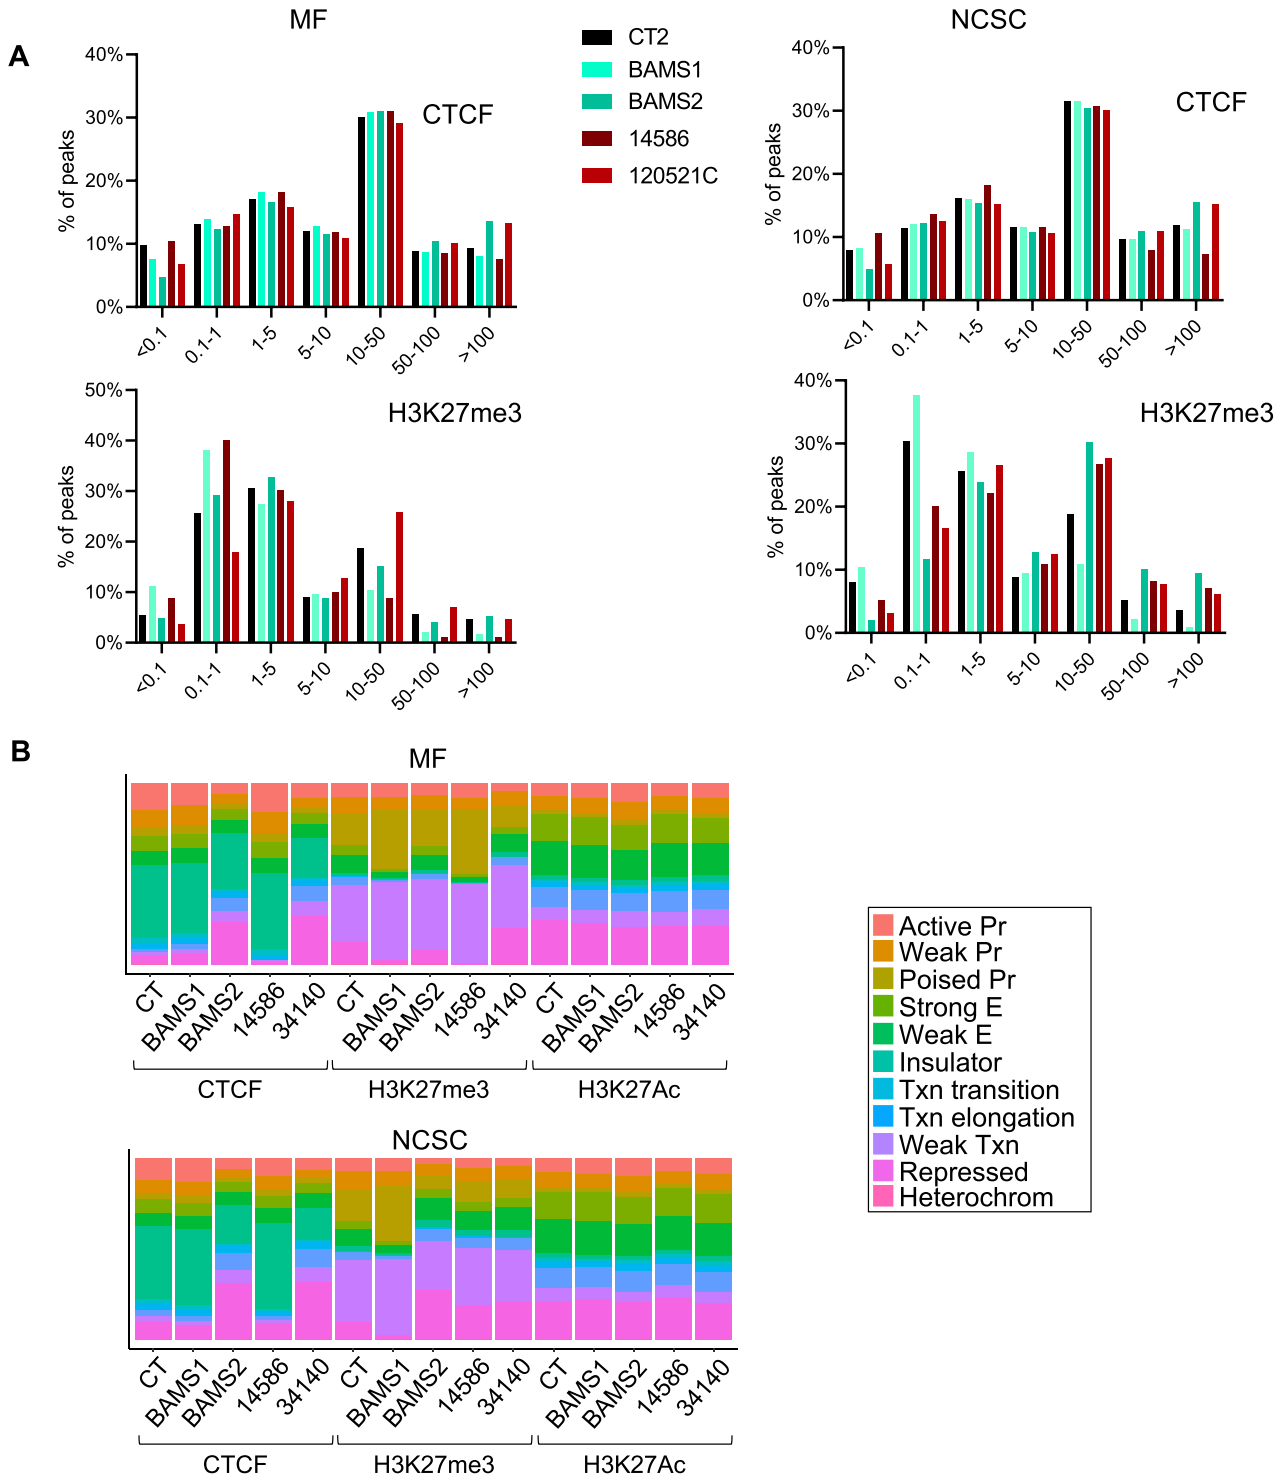 A
MF
CT2
BAMS1
BAMS2
14586
120521C
NCSC
40%
30%
20%
10%
0%
% of peaks
CTCF
<0.1
0.1-1
1-5
5-10
10-50
50-100
>100
40%
30%
20%
10%
0%
% of peaks
CTCF
<0.1
0.1-1
1-5
5-10
10-50
50-100
>100
50%
40%
30%
20%
10%
0%
% of peaks
H3K27me3
<0.1
0.1-1
1-5
5-10
10-50
50-100
>100
40%
30%
20%
10%
0%
% of peaks
H3K27me3
<0.1
0.1-1
1-5
5-10
10-50
50-100
>100
B
MF
CT
BAMS1
BAMS2
14586
34140
CT
BAMS1
BAMS2
14586
34140
CT
BAMS1
BAMS2
14586
34140
CTCF
H3K27me3
H3K27Ac
Active Pr
Weak Pr
Poised Pr
Strong E
Weak E
Insulator
Txn transition
Txn elongation
Weak Txn
Repressed
Heterochrom
NCSC
CT
BAMS1
BAMS2
14586
34140
CT
BAMS1
BAMS2
14586
34140
CT
BAMS1
BAMS2
14586
34140
CTCF
H3K27me3
H3K27Ac